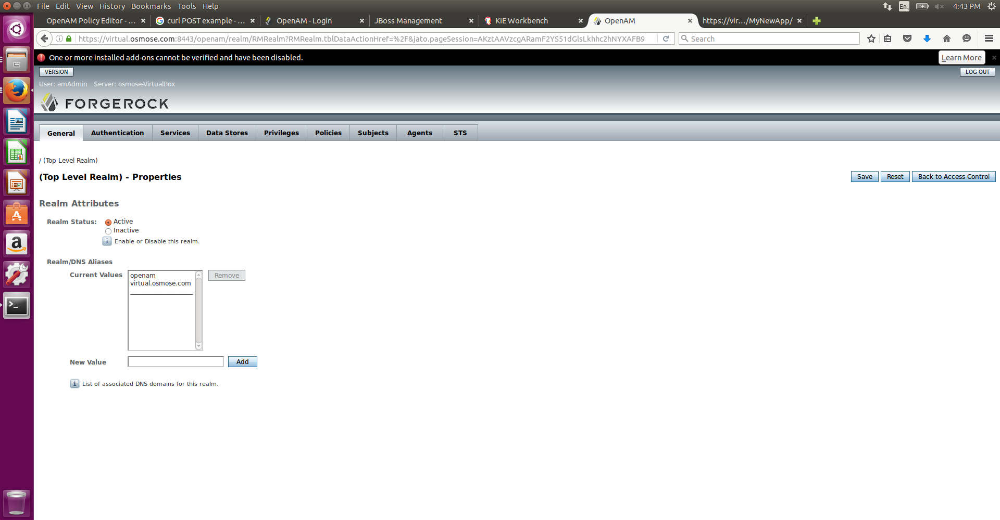 File Edit View History Bookmarks Tools Help
En1 4:43 PM
OpenAM Policy Editor - ...
curl POST example - ...
OpenAM - Login
JBoss Management
KIE Workbench
OpenAM
https://vir.../MyNewApp/
https://virtual.osmose.com:8443/openam/realm/RMRealm?RMRealm.tblDataActionHref=%2F&jato.pageSession=AKztAAVzcgARamF2YS51dGlsLkhhc2hNYXAFB9
Search
One or more installed add-ons cannot be verified and have been disabled.
Learn More
VERSION
LOG OUT
User: amAdmin Server: osmose-VirtualBox
FORGEROCK
General Authentication Services Data Stores Privileges Policies Subjects Agents STS
/ (Top Level Realm)
(Top Level Realm) - Properties
Save Reset Back to Access Control
Realm Attributes
Realm Status: Active
Inactive
Enable or Disable this realm.
Realm/DNS Aliases
Current Values
openam
virtual.osmose.com
Remove
New Value
Add
List of associated DNS domains for this realm.